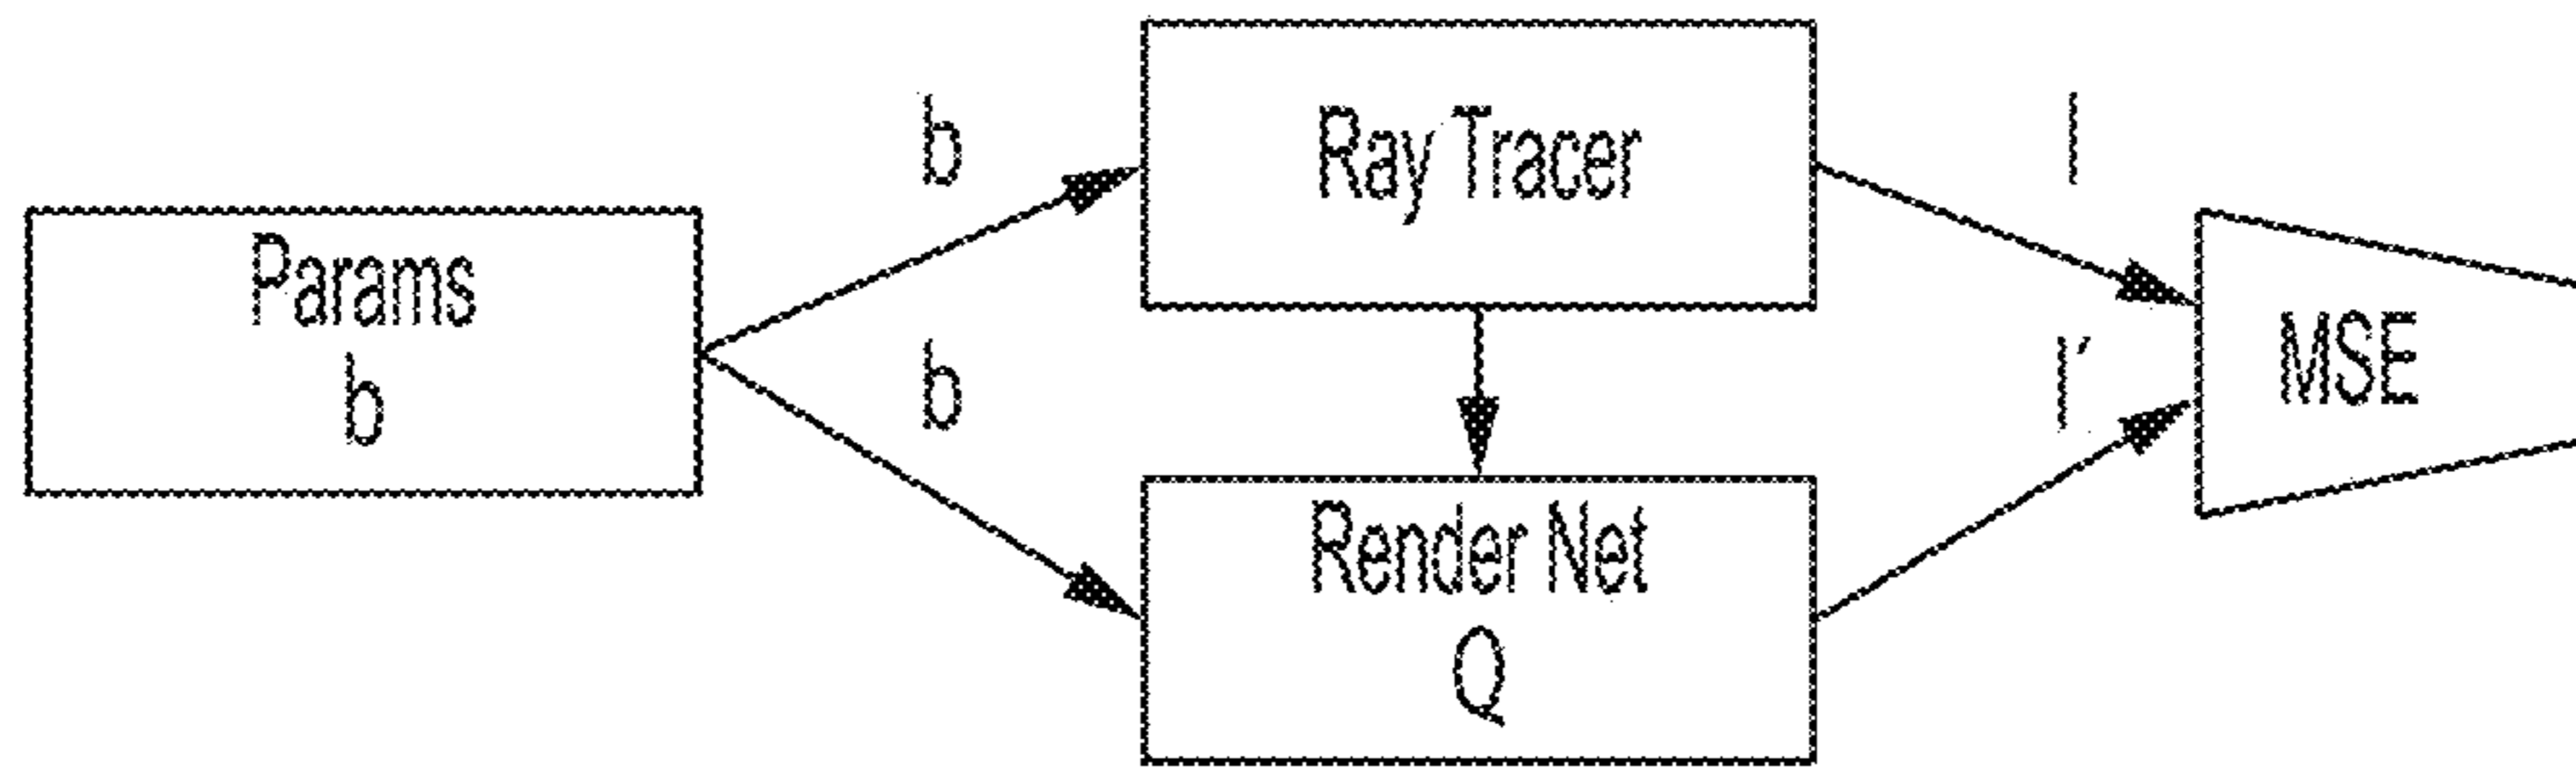 Params
b
b
b
Ray Tracer
Render Net
Q
I
I′
MSE